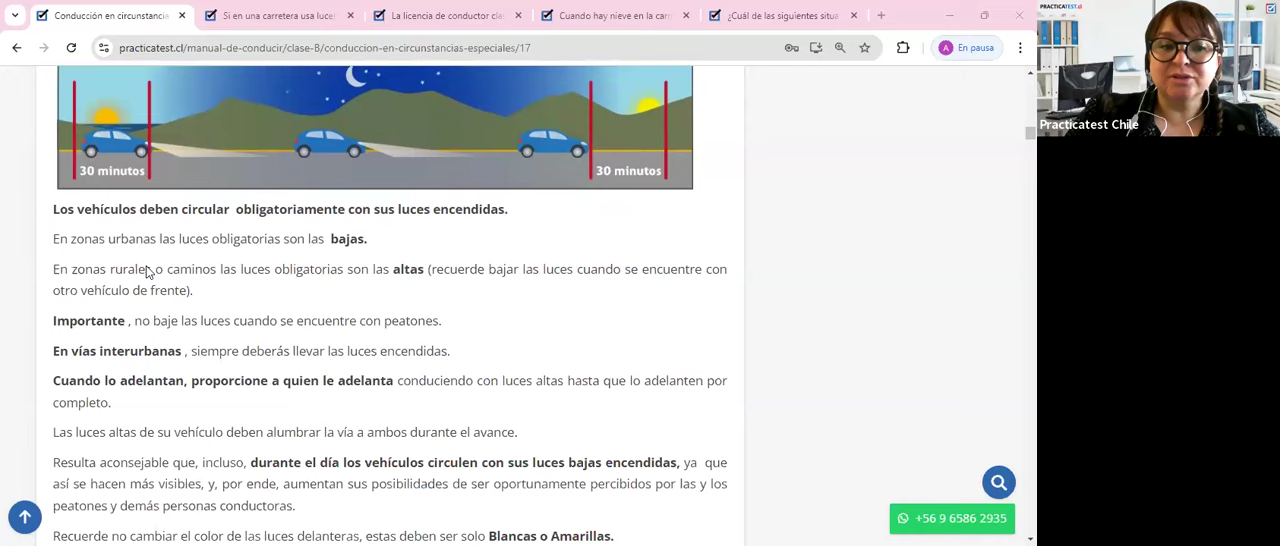 Conducción en circunstancia
Si en una carretera usa luce
La licencia de conductor cla
Cuando hay nieve en la carr
¿Cuál de las siguientes situa
practicatest.cl/manual-de-conducir/clase-B/conduccion-en-circunstancias-especiales/17
A En pausa
PRACTICATEST.cl
Practicatest Chile
30 minutos
30 minutos
Los vehículos deben circular obligatoriamente con sus luces encendidas.
En zonas urbanas las luces obligatorias son las bajas.
En zonas rurales o caminos las luces obligatorias son las altas (recuerde bajar las luces cuando se encuentre con
otro vehículo de frente).
Importante , no baje las luces cuando se encuentre con peatones.
En vías interurbanas , siempre deberás llevar las luces encendidas.
Cuando lo adelantan, proporcione a quien le adelanta conduciendo con luces altas hasta que lo adelanten por
completo.
Las luces altas de su vehículo deben alumbrar la vía a ambos durante el avance.
Resulta aconsejable que, incluso, durante el día los vehículos circulen con sus luces bajas encendidas, ya que
así se hacen más visibles, y, por ende, aumentan sus posibilidades de ser oportunamente percibidos por las y los
peatones y demás personas conductoras.
+56 9 6586 2935
Recuerde no cambiar el color de las luces delanteras, estas deben ser solo Blancas o Amarillas.